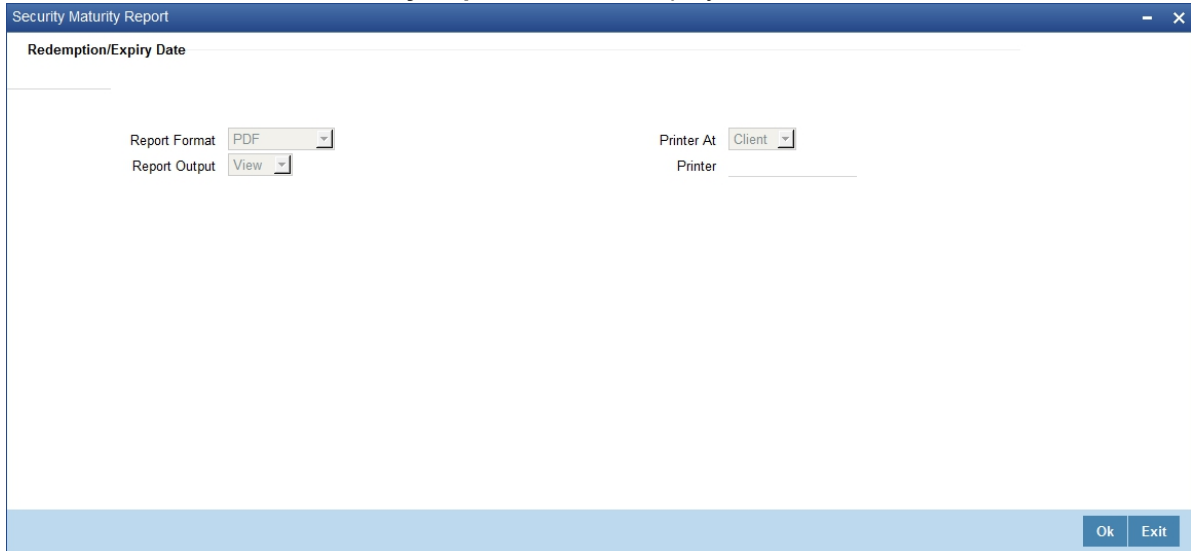 Security Maturity Report
Redemption/Expiry Date
Report Format PDF Printer At Client
Report Output View Printer
Ok Exit